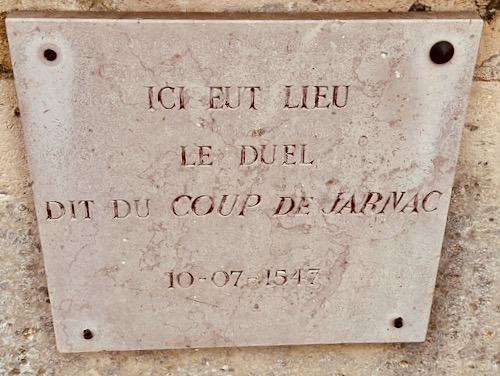 ICI EUT LIEU
LE DUEL
DIT DU COUP DE JARNAC
10-07-1547